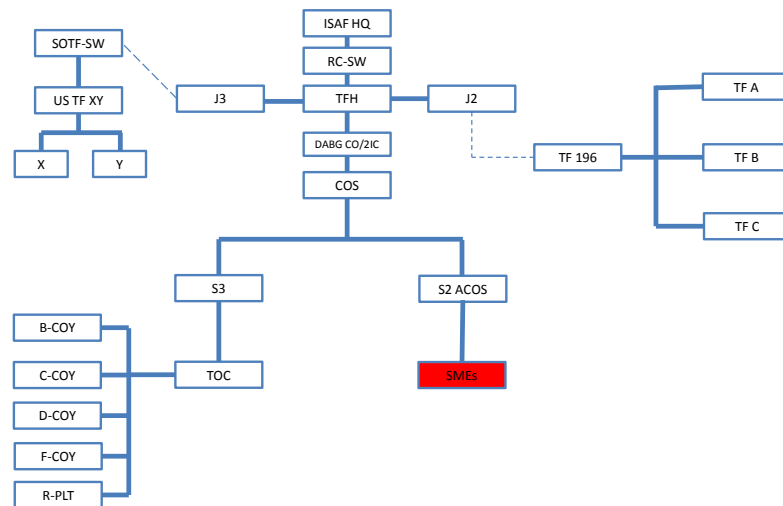 ISAF HQ
SOTF-SW
RC-SW
TF A
US TF XY
J3
TFH
J2
DABG CO/2IC
X
Y
TF 196
TF B
COS
TF C
S3
S2 ACOS
B-COY
C-COY
TOC
SMEs
D-COY
F-COY
R-PLT